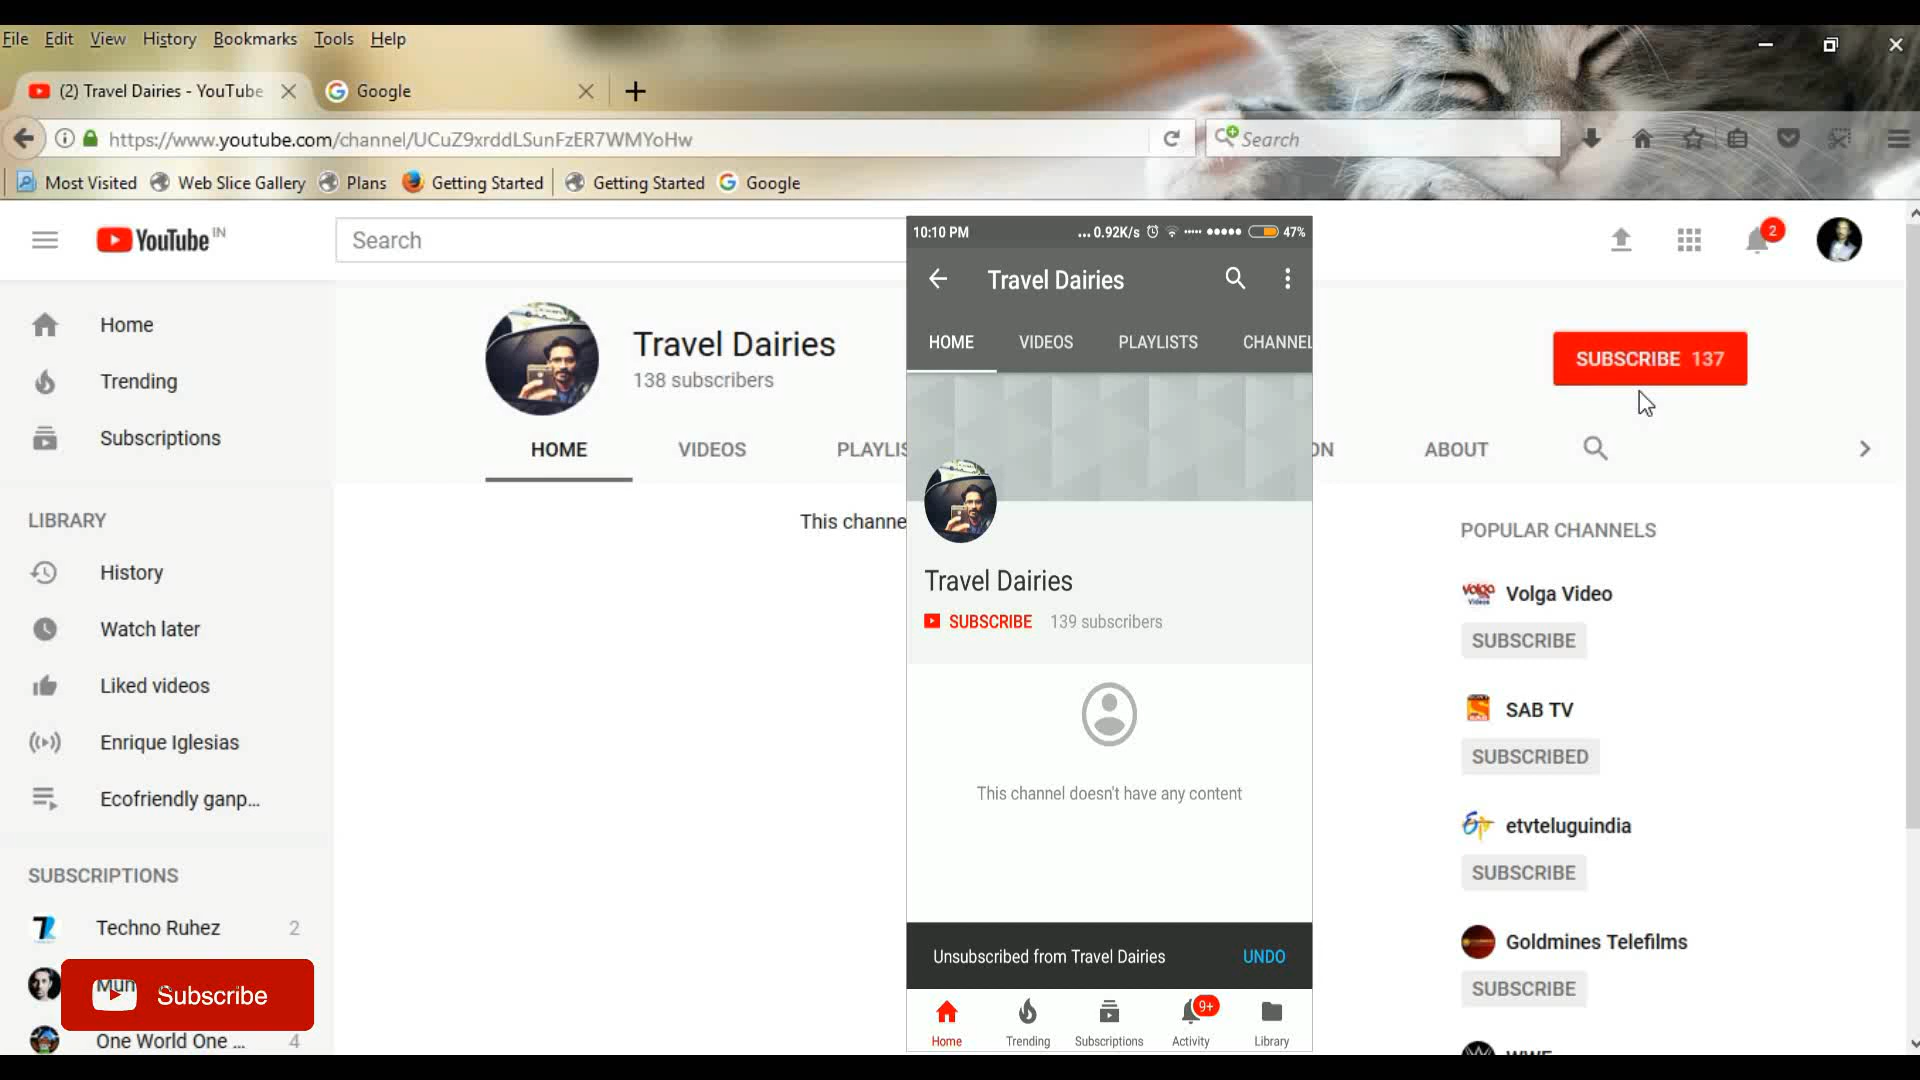 File Edit View History Bookmarks Tools Help
(2) Travel Dairies - YouTube
Google
https://www.youtube.com/channel/UCuZ9xrddLSunFzER7WMYoHw
Search
Most Visited Web Slice Gallery Plans Getting Started Getting Started Google
YouTube IN
Search
2
Home
Trending
Subscriptions
LIBRARY
History
Watch later
Liked videos
Enrique Iglesias
Ecofriendly ganp...
SUBSCRIPTIONS
Techno Ruhez 2
Mun
Subscribe
One World One ... 4
Travel Dairies
138 subscribers
SUBSCRIBE 137
HOME VIDEOS PLAYLIS ON ABOUT
This channe
10:10 PM ...0.92K/s 47%
Travel Dairies
HOME VIDEOS PLAYLISTS CHANNEL
Travel Dairies
SUBSCRIBE 139 subscribers
This channel doesn't have any content
Unsubscribed from Travel Dairies UNDO
9+
Home Trending Subscriptions Activity Library
POPULAR CHANNELS
Volga Video
SUBSCRIBE
SAB TV
SUBSCRIBED
etvteluguindia
SUBSCRIBE
Goldmines Telefilms
SUBSCRIBE
WWE